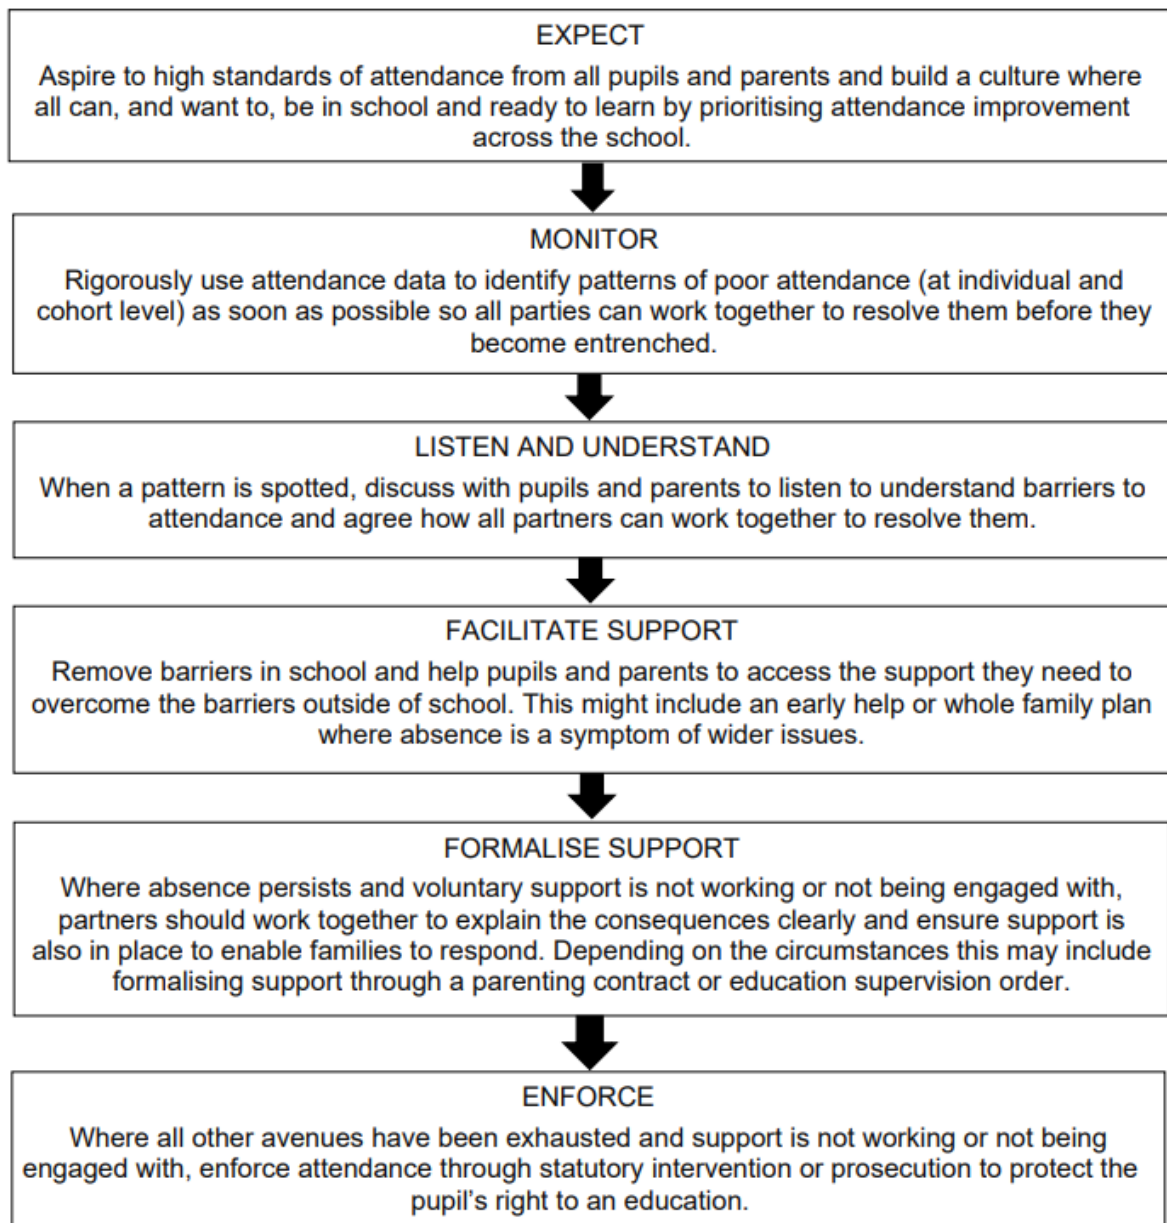 EXPECT
Aspire to high standards of attendance from all pupils and parents and build a culture where
all can, and want to, be in school and ready to learn by prioritising attendance improvement
across the school.
MONITOR
Rigorously use attendance data to identify patterns of poor attendance (at individual and
cohort level) as soon as possible so all parties can work together to resolve them before they
become entrenched.
LISTEN AND UNDERSTAND
When a pattern is spotted, discuss with pupils and parents to listen to understand barriers to
attendance and agree how all partners can work together to resolve them.
FACILITATE SUPPORT
Remove barriers in school and help pupils and parents to access the support they need to
overcome the barriers outside of school. This might include an early help or whole family plan
where absence is a symptom of wider issues.
FORMALISE SUPPORT
Where absence persists and voluntary support is not working or not being engaged with,
partners should work together to explain the consequences clearly and ensure support is
also in place to enable families to respond. Depending on the circumstances this may include
formalising support through a parenting contract or education supervision order.
ENFORCE
Where all other avenues have been exhausted and support is not working or not being
engaged with, enforce attendance through statutory intervention or prosecution to protect the
pupil’s right to an education.